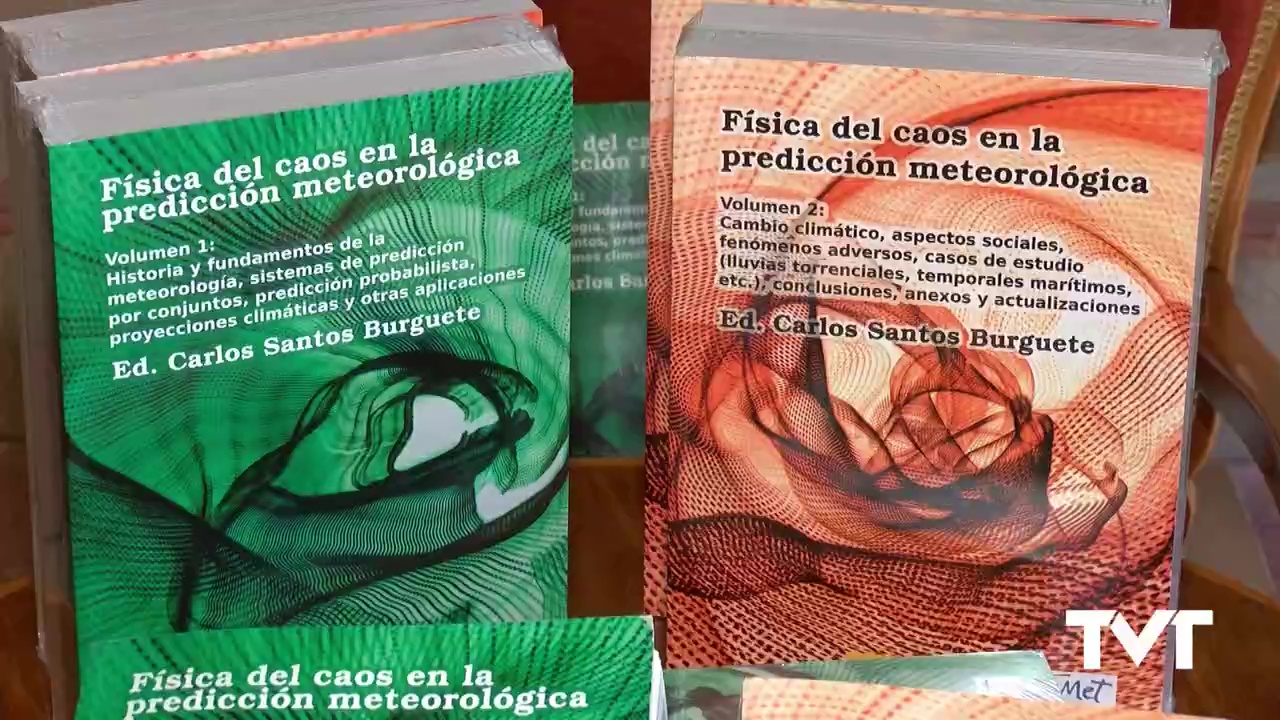 Física del caos en la
predicción meteorológica
Volumen 1:
Historia y fundamentos de la
meteorología, sistemas de predicción
por conjuntos, predicción probabilista,
proyecciones climáticas y otras aplicaciones
Ed. Carlos Santos Burguete
Física del caos en la
predicción meteorológica
Volumen 2:
Cambio climático, aspectos sociales,
fenómenos adversos, casos de estudio
(lluvias torrenciales, temporales marítimos,
etc.), conclusiones, anexos y actualizaciones
Ed. Carlos Santos Burguete
Física del caos en la
predicción meteorológica
TVT
Met